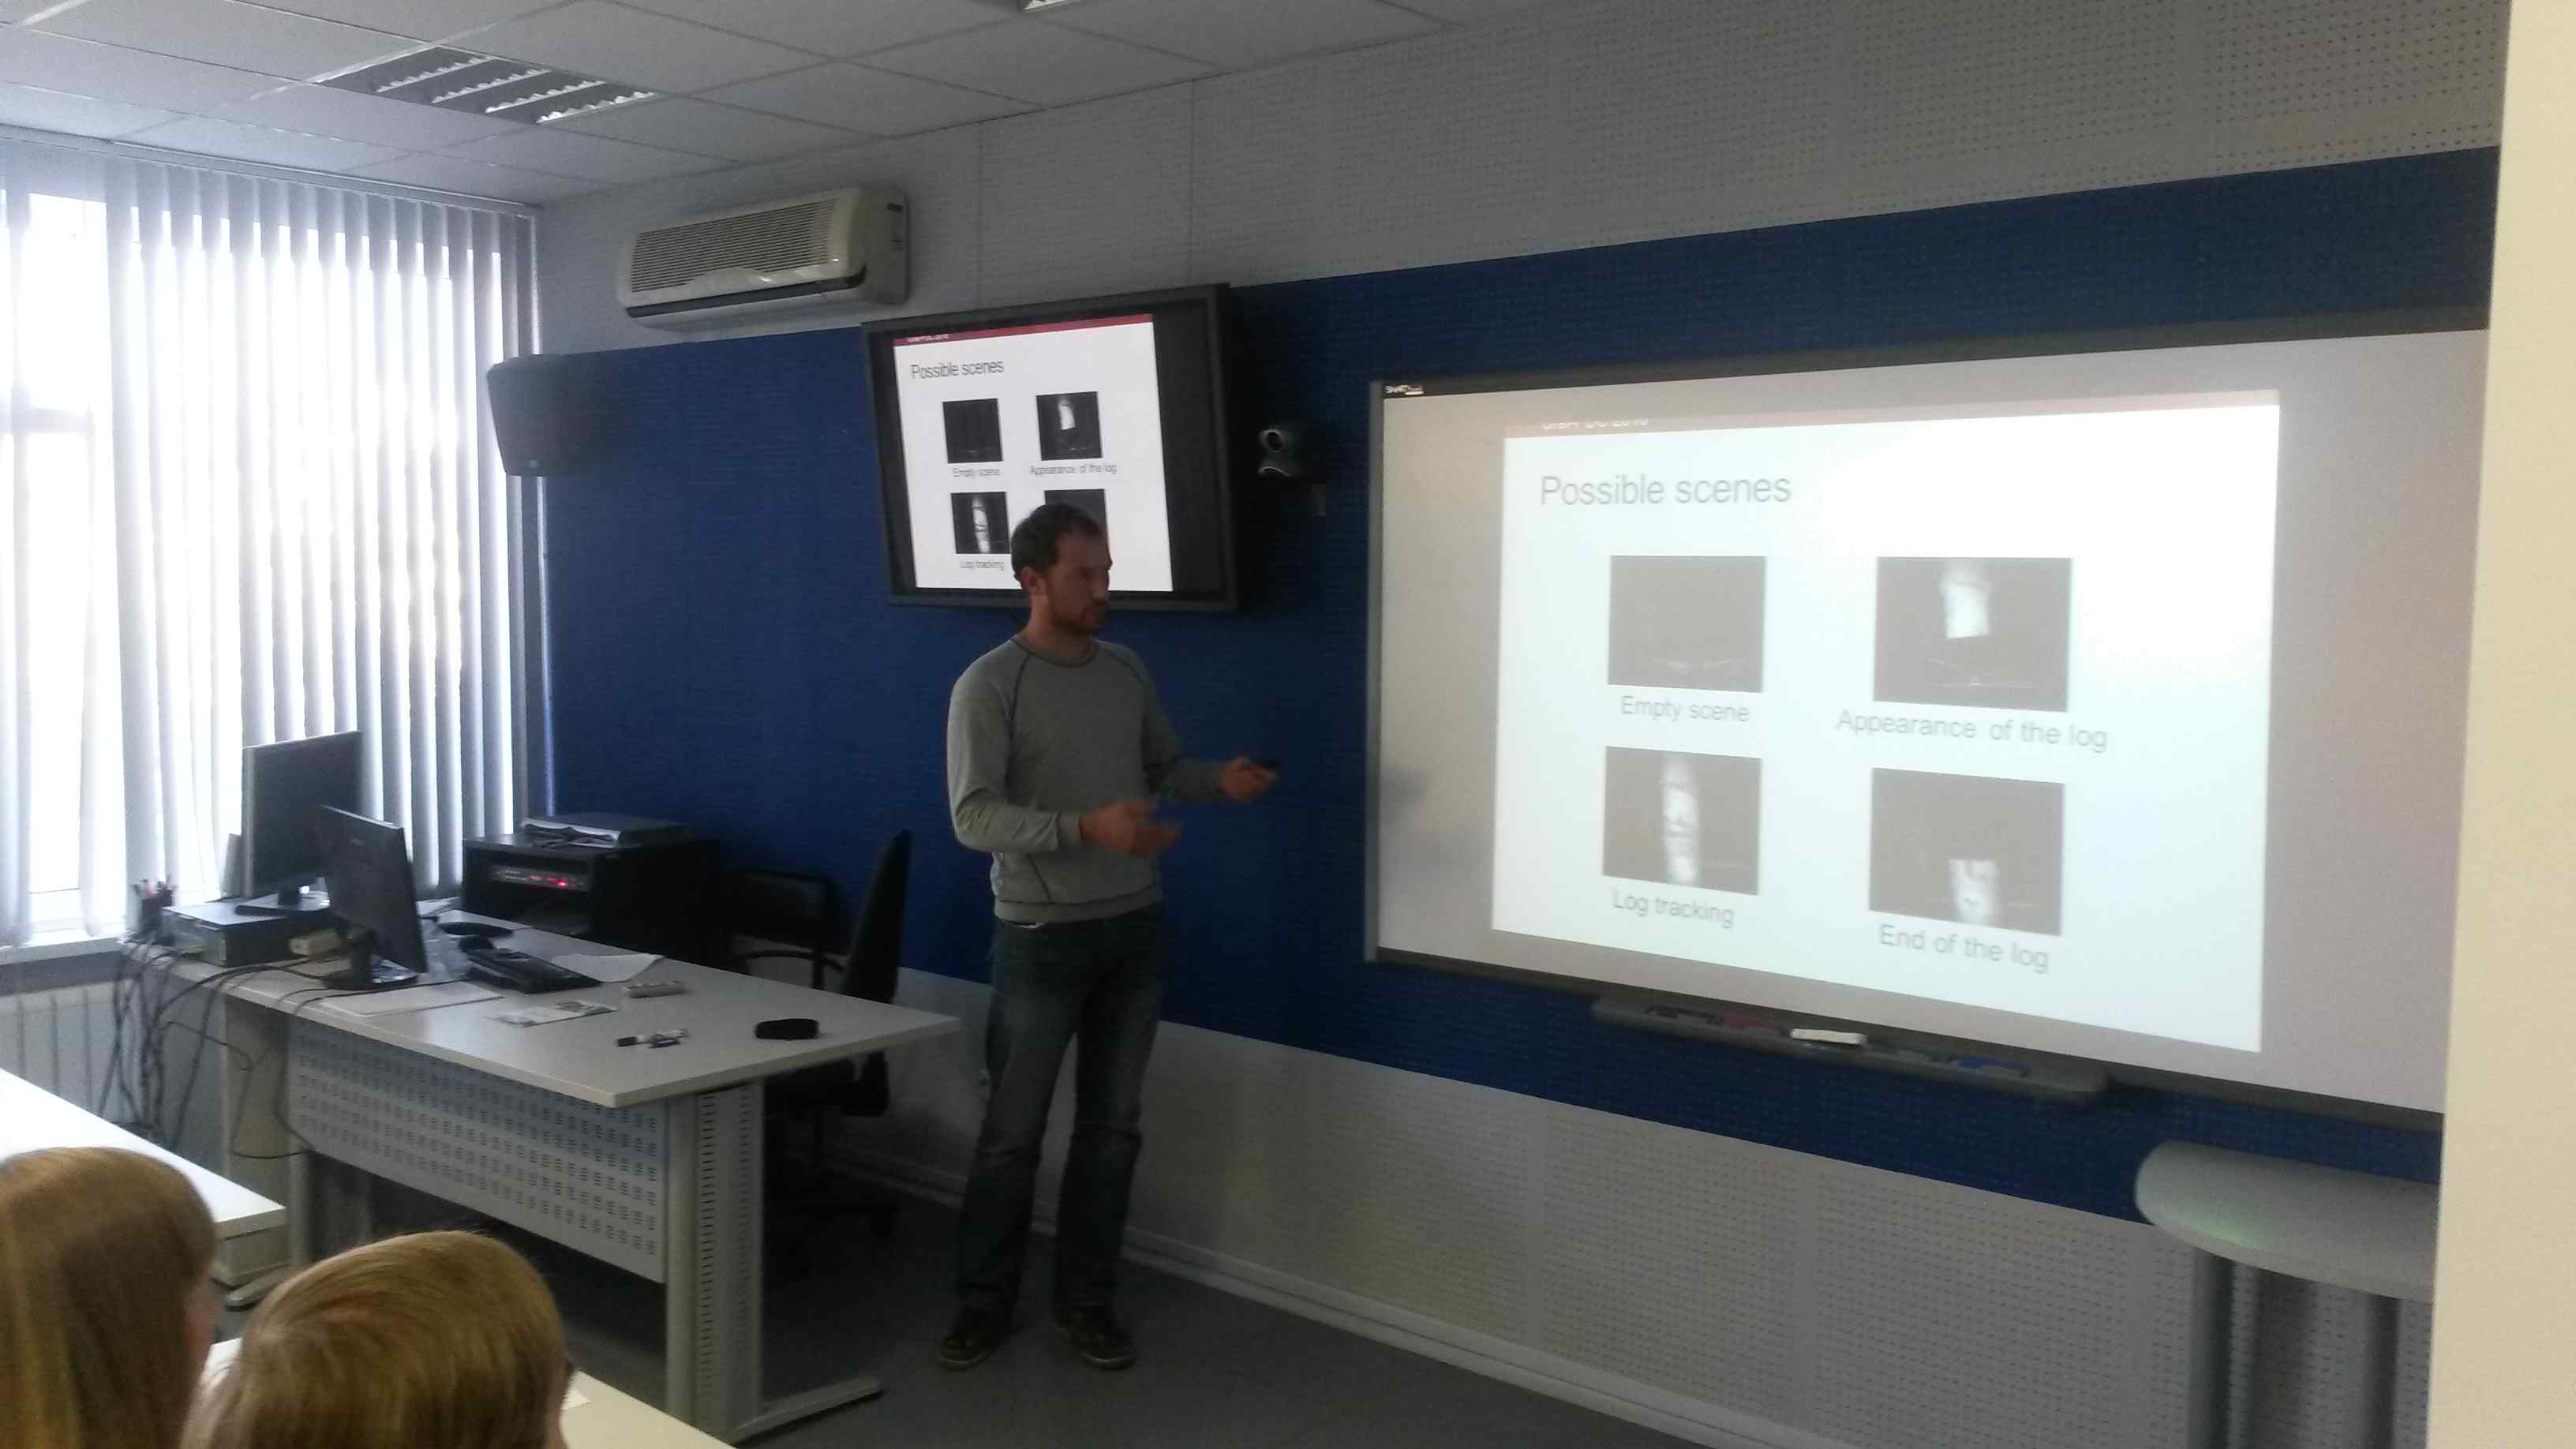 Possible scenes
Empty scene
Appearance of the log
Log tracking
SMART
Possible scenes
Empty scene
Appearance of the log
Log tracking
End of the log